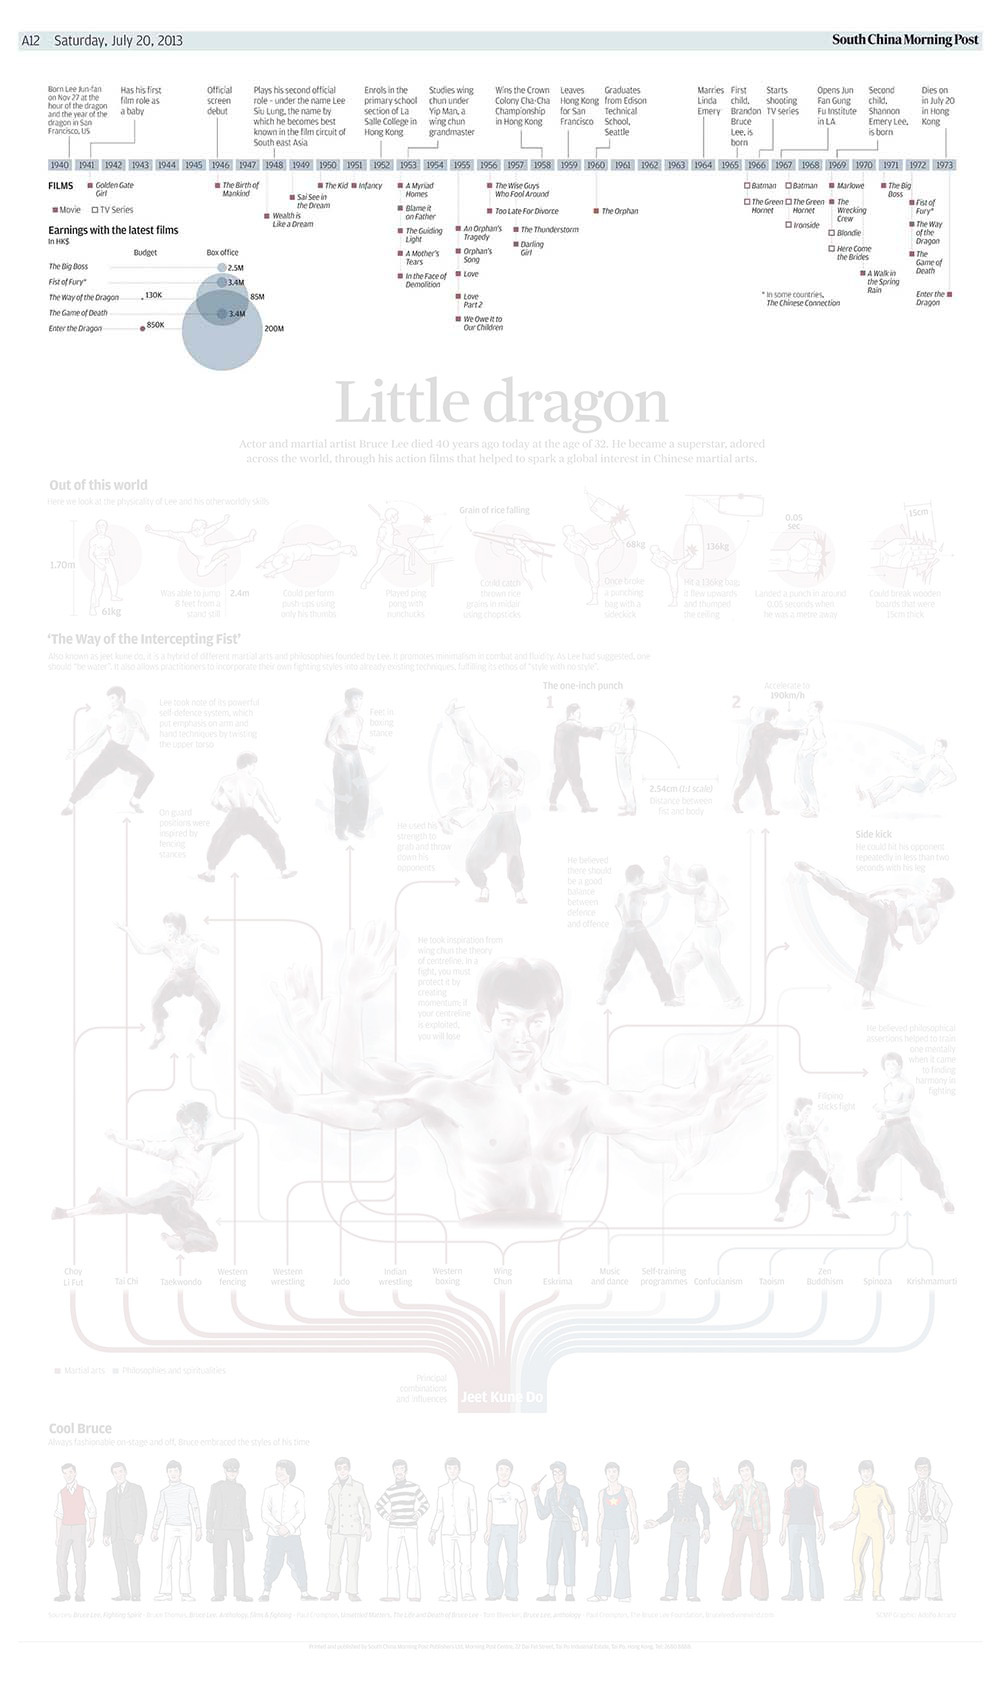 A12 Saturday, July 20, 2013
South China Morning Post
Born Lee Jun-fan
on Nov 27 at the
hour of the dragon
and the year of the
dragon in San
Francisco, US
Has his first
film role as
a baby
Official
screen
debut
Plays his second official
role – under the name Lee
Siu Lung, the name by
which he becomes best
known in the film circuit of
South east Asia
Enrols in the
primary school
section of La
Salle College in
Hong Kong
Studies wing
chun under
Yip Man, a
wing chun
grandmaster
Wins the Crown
Colony Cha-Cha
Championship
in Hong Kong
Leaves
Hong Kong
for San
Francisco
Graduates
from Edison
Technical
School,
Seattle
Marries
Linda
Emery
First
child,
Brandon
Bruce
Lee, is
born
Starts
shooting
TV series
Opens Jun
Fan Gung
Fu Institute
in LA
Second
child,
Shannon
Emery Lee,
is born
Dies on
in July 20
in Hong
Kong
1940 1941 1942 1943 1944 1945 1946 1947 1948 1949 1950 1951 1952 1953 1954 1955 1956 1957 1958 1959 1960 1961 1962 1963 1964 1965 1966 1967 1968 1969 1970 1971 1972 1973
FILMS
Movie TV Series
Golden Gate
Girl
The Birth of
Mankind
Wealth is
Like a Dream
Sai See in
the Dream
The Kid
Infancy
A Myriad
Homes
Blame it
on Father
The Guiding
Light
A Mother's
Tears
In the Face of
Demolition
An Orphan's
Tragedy
Orphan's
Song
Love
Love
Part 2
We Owe It to
Our Children
The Wise Guys
Who Fool Around
Too Late For Divorce
The Thunderstorm
Darling
Girl
The Orphan
Batman
The Green
Hornet
Batman
The Green
Hornet
Ironside
Marlowe
The
Wrecking
Crew
Blondie
Here Come
the Brides
A Walk in
the Spring
Rain
The Big
Boss
Fist of
Fury*
The Way
of the
Dragon
The
Game of
Death
Enter the
Dragon
* In some countries,
The Chinese Connection
Earnings with the latest films
In HK$
Budget Box office
The Big Boss 2.5M
Fist of Fury* 3.4M
The Way of the Dragon 130K 85M
The Game of Death 3.4M
Enter the Dragon 850K 200M
Little dragon
Actor and martial artist Bruce Lee died 40 years ago today at the age of 32. He became a superstar, adored
across the world, through his action films that helped to spark a global interest in Chinese martial arts.
Out of this world
Here we look at the physicality of Lee and his otherworldly skills
1.70m
61kg
Was able to jump
8 feet from a
stand still
2.4m
Could perform
push-ups using
only his thumbs
Played ping
pong with
nunchucks
Grain of rice falling
Could catch
thrown rice
grains in midair
using chopsticks
68kg
Once broke
a punching
bag with a
sidekick
136kg
Hit a 136kg bag,
it flew upwards
and thumped
the ceiling
0.05
sec
Landed a punch in around
0.05 seconds when
he was a metre away
15cm
Could break wooden
boards that were
15cm thick
'The Way of the Intercepting Fist'
Also known as jeet kune do, it is a hybrid of different martial arts and philosophies founded by Lee. It promotes minimalism in combat and fluidity. As Lee had suggested, one
should "be water". It also allows practitioners to incorporate their own fighting styles into already existing techniques, fulfilling its ethos of "style with no style".
Lee took note of its powerful
self-defence system, which
put emphasis on arm and
hand techniques by twisting
the upper torso
On guard
positions were
inspired by
fencing
stances
Feet in
boxing
stance
He used his
strength to
grab and throw
down his
opponents
The one-inch punch
1
2.54cm (1:1 scale)
Distance between
fist and body
2
Accelerate to
190km/h
He believed
there should
be a good
balance
between
defence
and offence
Side kick
He could hit his opponent
repeatedly in less than two
seconds with his leg
He took inspiration from
wing chun the theory
of centreline. In a
fight, you must
protect it by
creating
momentum; if
your centreline
is exploited,
you will lose
He believed philosophical
assertions helped to train
one mentally
when it came
to finding
harmony in
fighting
Filipino
sticks fight
Choy
Li Fut
Tai Chi
Taekwondo
Western
fencing
Western
wrestling
Judo
Indian
wrestling
Western
boxing
Wing
Chun
Eskrima
Music
and dance
Self-training
programmes
Confucianism
Taoism
Zen
Buddhism
Spinoza
Krishnamurti
Martial arts Philosophies and spiritualities
Principal
combinations
and influences
Jeet Kune Do
Cool Bruce
Always fashionable on-stage and off, Bruce embraced the styles of his time